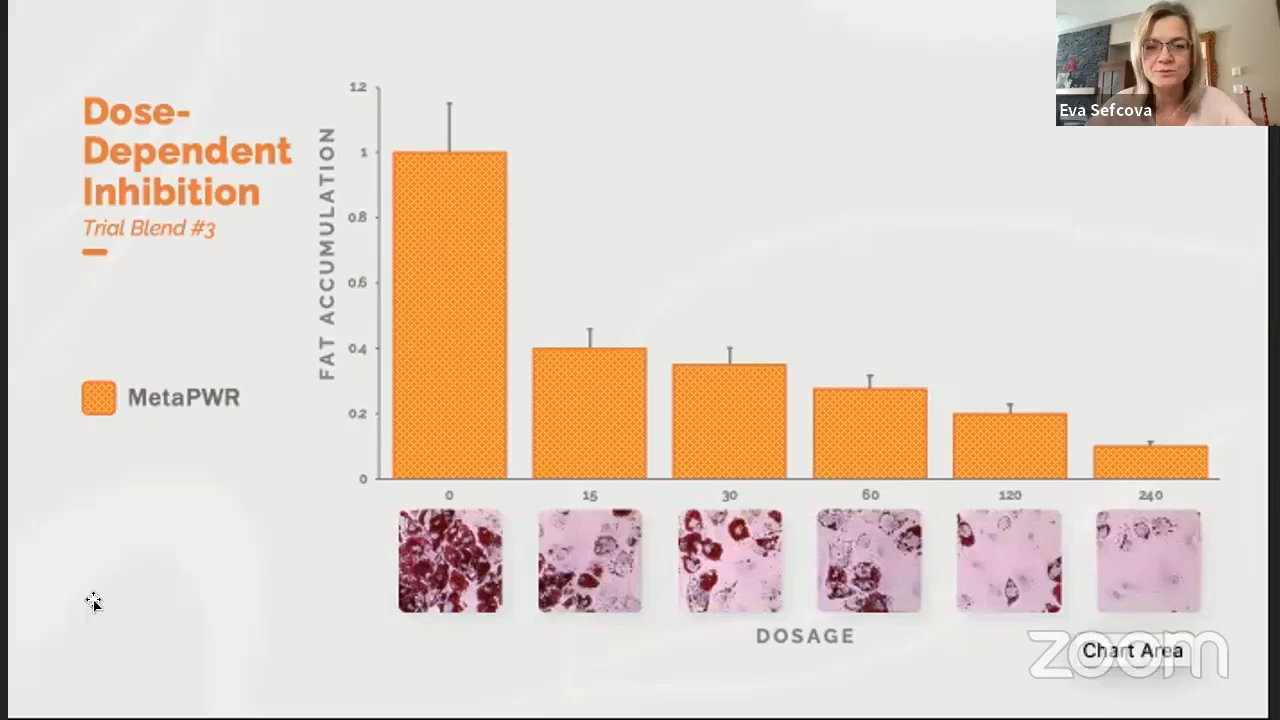 Dose-
Dependent
Inhibition
Trial Blend #3
MetaPWR
FAT ACCUMULATION
1.2
1
0.8
0.6
0.4
0.2
0
0 15 30 60 120 240
DOSAGE
Eva Sefcova
zoom
Chart Area